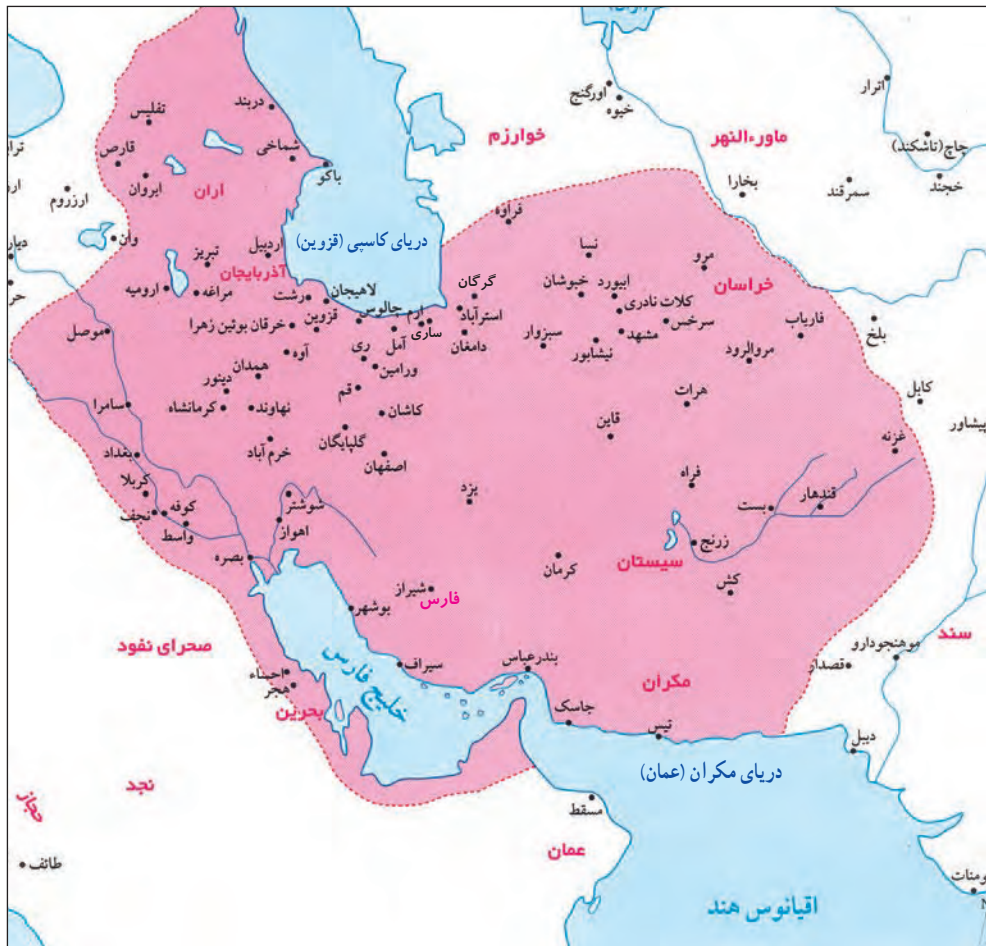 دربند
تفلیس
شماخی
قارص
باکو
ایروان
اران
ارزروم
وان
تبریز
اردبیل
آذربایجان
ارومیه
مراغه
رشت
لاهیجان
دریای کاسپی (قزوین)
خوارزم
اورگنج
خیوه
ماوراءالنهر
اترار
چاچ(تاشکند)
خجند
سمرقند
بخارا
فراوه
نسا
مرو
خراسان
خبوشان
ابیورد
کلات نادری
سرخس
مشهد
نیشابور
سبزوار
گرگان
استرآباد
دامغان
ارم
ساری
چالوس
آمل
قزوین
خرقان بوئین زهرا
ری
ورامین
آوه
قم
همدان
دینور
کرمانشاه
نهاوند
کاشان
گلپایگان
خرم آباد
اصفهان
موصل
سامرا
بغداد
کربلا
نجف
کوفه
واسط
شوشتر
اهواز
بصره
یزد
قاین
هرات
مروالرود
فاریاب
بلخ
کابل
پیشاور
غزنه
فراه
بست
قندهار
زرنج
سیستان
کش
کرمان
شیراز
فارس
بوشهر
سیراف
بندرعباس
جاسک
مکران
تیس
قصدار
موهنجودارو
سند
دیبل
صحرای نفود
احساء
هجر
بحرین
خلیج فارس
دریای مکران (عمان)
نجد
حجاز
طائف
مسقط
عمان
اقیانوس هند